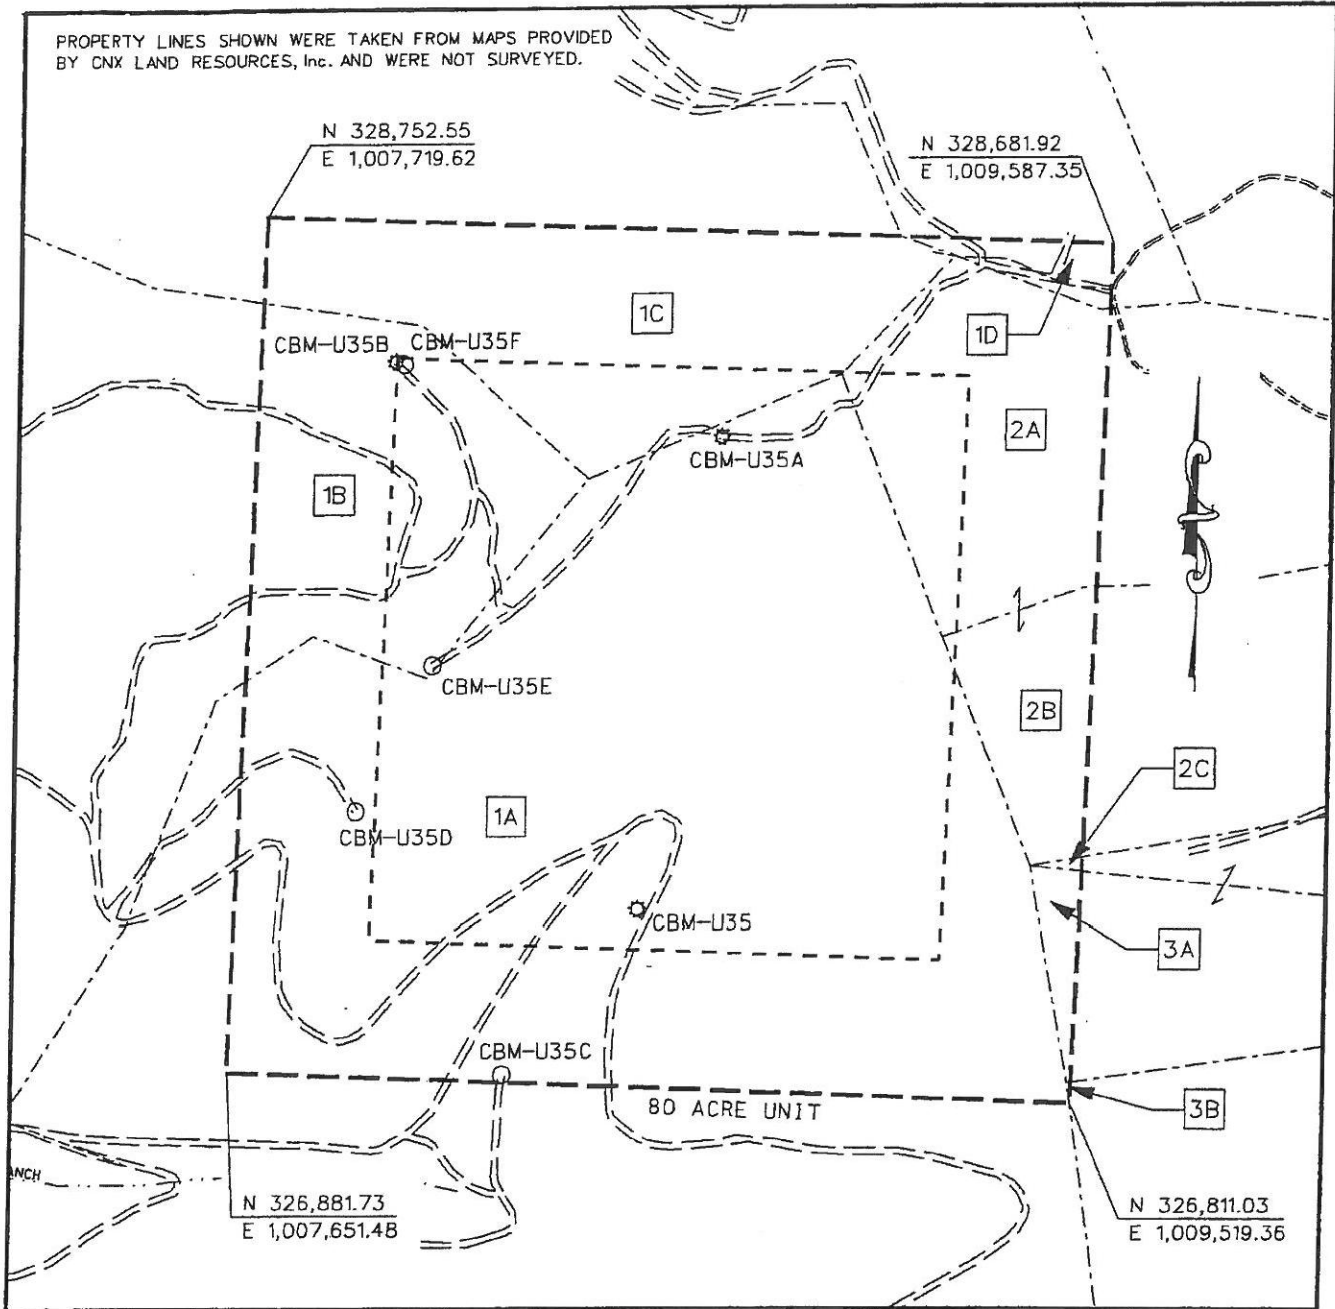 PROPERTY LINES SHOWN WERE TAKEN FROM MAPS PROVIDED
BY CNX LAND RESOURCES, Inc. AND WERE NOT SURVEYED.
N 328,752.55
E 1,007,719.62
N 328,681.92
E 1,009,587.35
1C
1D
CBM-U35B
CBM-U35F
2A
CBM-U35A
1B
CBM-U35E
2B
2C
1A
CBM-U35D
CBM-U35
3A
CBM-U35C
80 ACRE UNIT
3B
ANCH
N 326,881.73
E 1,007,651.48
N 326,811.03
E 1,009,519.36